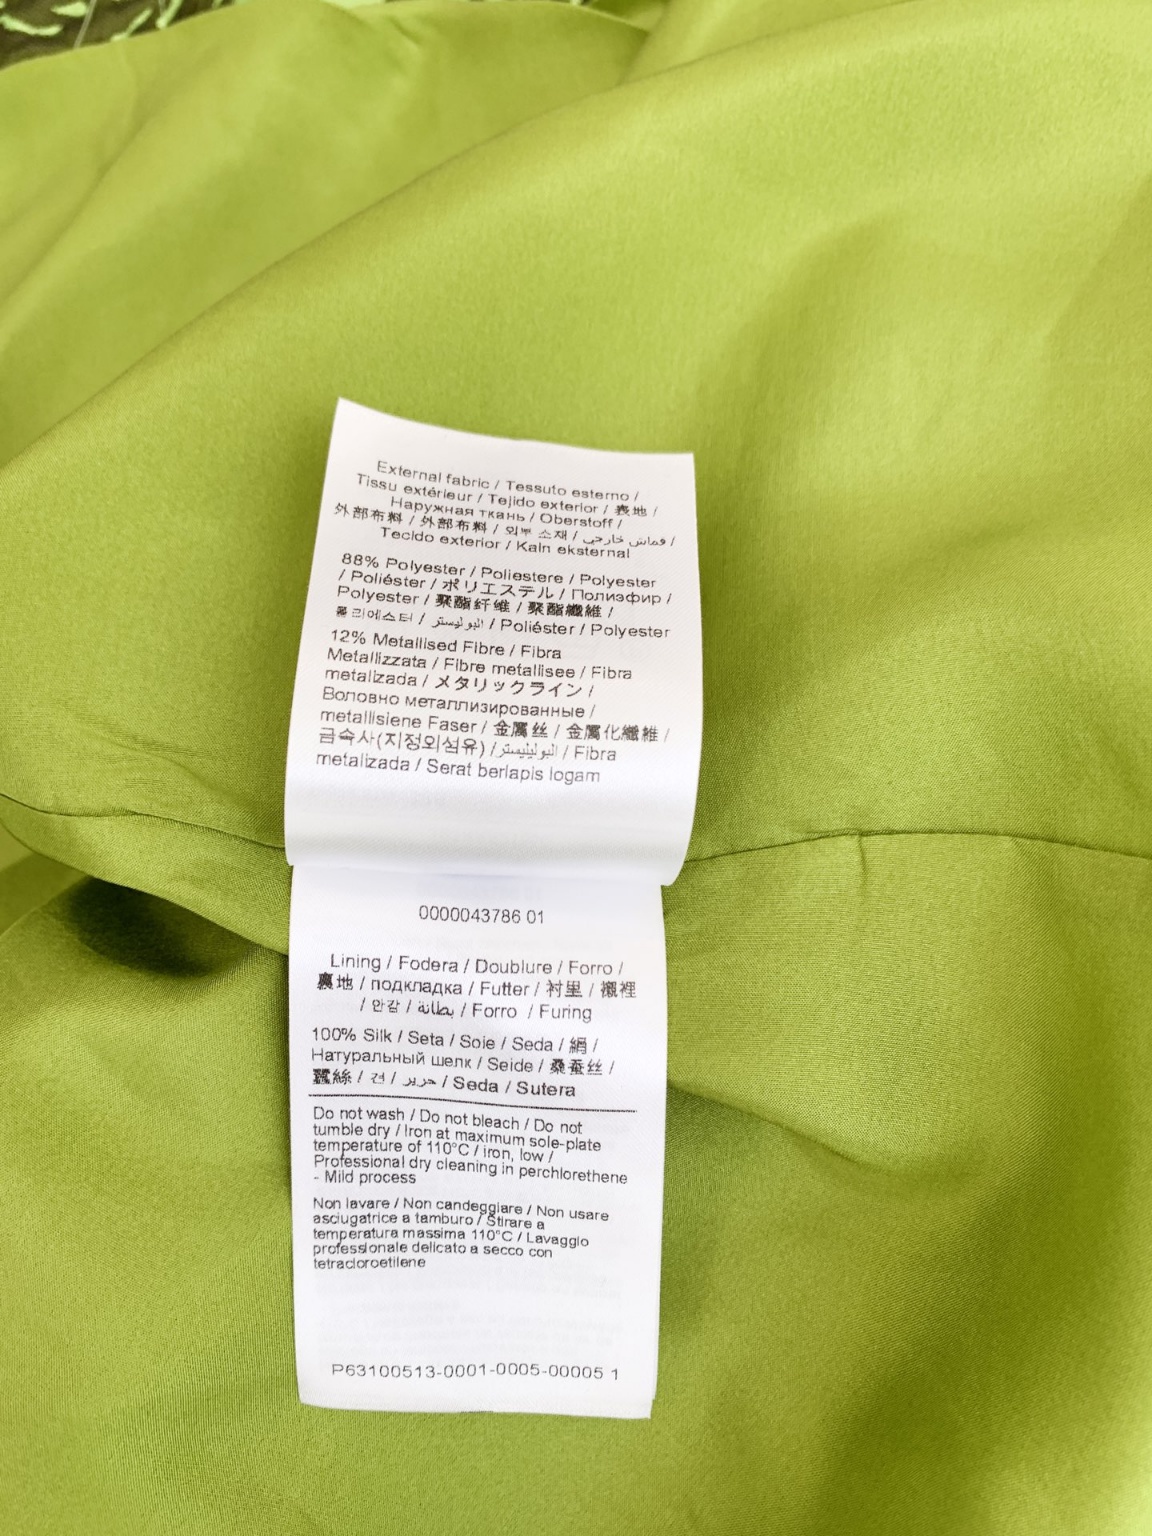 External fabric / Tessuto esterno /
Tissu extérieur / Tejido exterior / 表地 /
Наружная ткань / Oberstoff /
外部布料 / 外部布料 / 외부 소재 / قماش خارجي /
Tecido exterior / Kain eksternal
88% Polyester / Poliestere / Polyester
/ Poliéster / ポリエステル / Полиэфир /
Polyester / 聚酯纤维 / 聚酯纖維 /
폴리에스터 / البوليستر / Poliéster / Polyester
12% Metallised Fibre / Fibra
Metallizzata / Fibre metallisee / Fibra
metalizada / メタリックライン /
Воловно металлизированные /
metallisiene Faser / 金属丝 / 金属化纖維 /
금속사(지정외섬유) / البوليليستر / Fibra
metalizada / Serat berlapis logam
0000043786 01
Lining / Fodera / Doublure / Forro /
裏地 / подкладка / Futter / 衬里 / 襯裡
/ 안감 / بطانة / Forro / Furing
100% Silk / Seta / Soie / Seda / 絹 /
Натуральный шелк / Seide / 桑蚕丝 /
蠶絲 / 견 / حرير / Seda / Sutera
Do not wash / Do not bleach / Do not
tumble dry / Iron at maximum sole-plate
temperature of 110°C / iron, low /
Professional dry cleaning in perchlorethene
- Mild process
Non lavare / Non candeggiare / Non usare
asciugatrice a tamburo / Stirare a
temperatura massima 110°C / Lavaggio
professionale delicato a secco con
tetracloroetilene
P63100513-0001-0005-00005 1